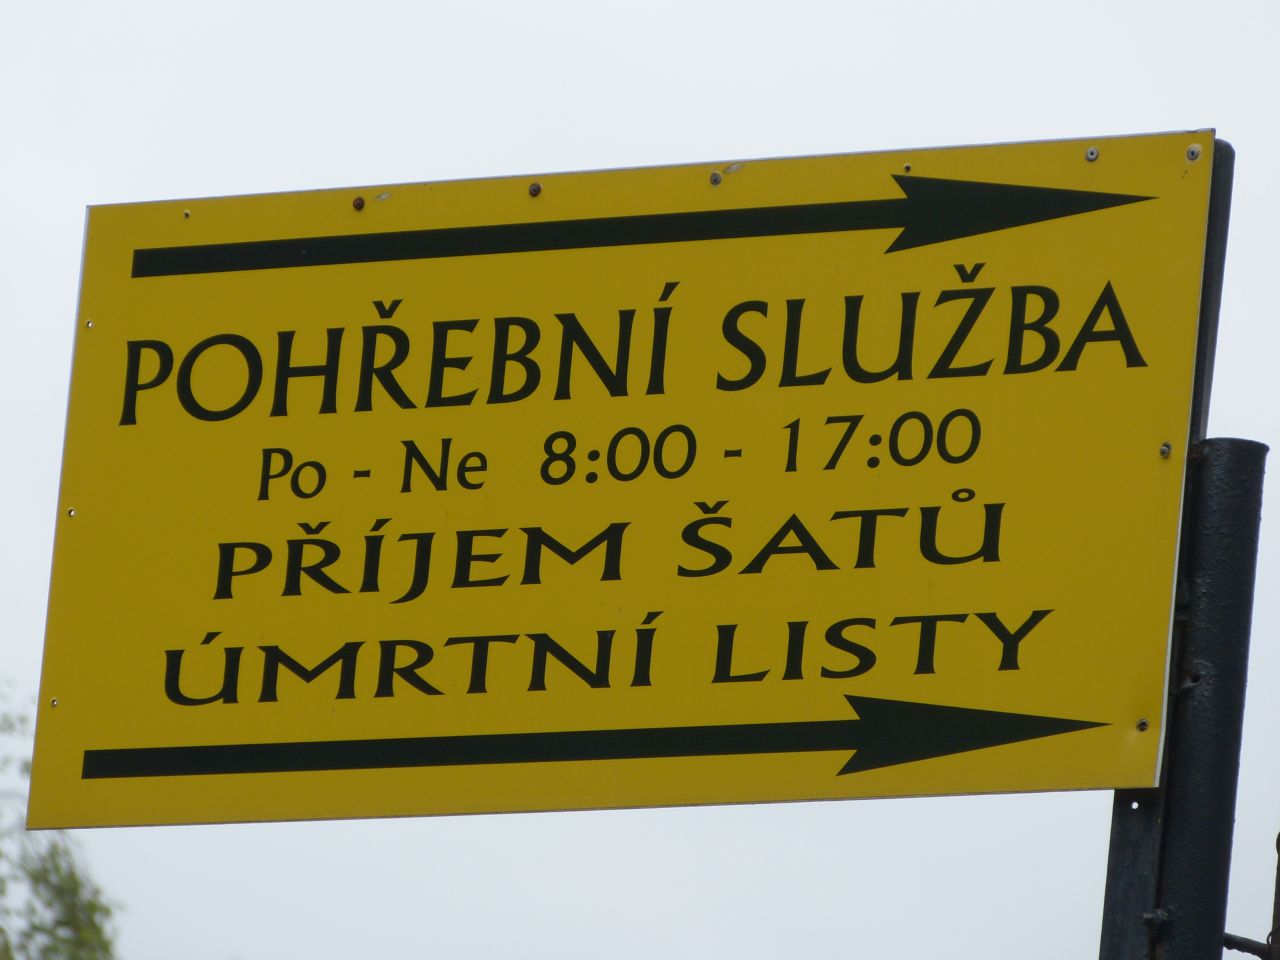 POHŘEBNÍ SLUŽBA
Po - Ne 8:00 - 17:00
PŘÍJEM ŠATŮ
ÚMRTNÍ LISTY